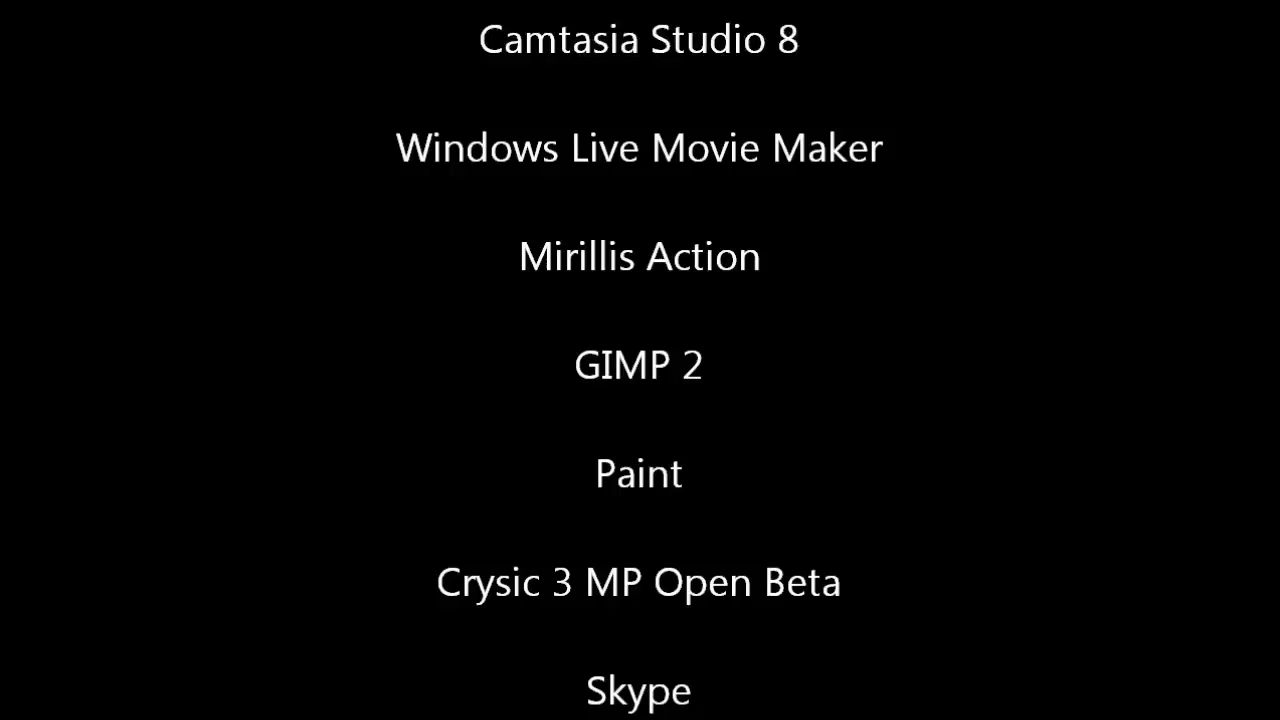 Camtasia Studio 8
Windows Live Movie Maker
Mirillis Action
GIMP 2
Paint
Crysic 3 MP Open Beta
Skype